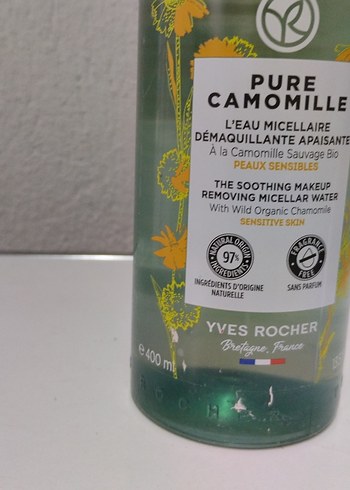 PURE
CAMOMILLE
L'EAU MICELLAIRE
DÉMAQUILLANTE APAISANTE
À la Camomille Sauvage Bio
PEAUX SENSIBLES
THE SOOTHING MAKEUP
REMOVING MICELLAR WATER
With Wild Organic Chamomile
SENSITIVE SKIN
NATURAL ORIGIN
97%
INGREDIENTS
INGRÉDIENTS D'ORIGINE
NATURELLE
FRAGRANCE
FREE
SANS PARFUM
YVES ROCHER
Bretagne, France
e400 ml